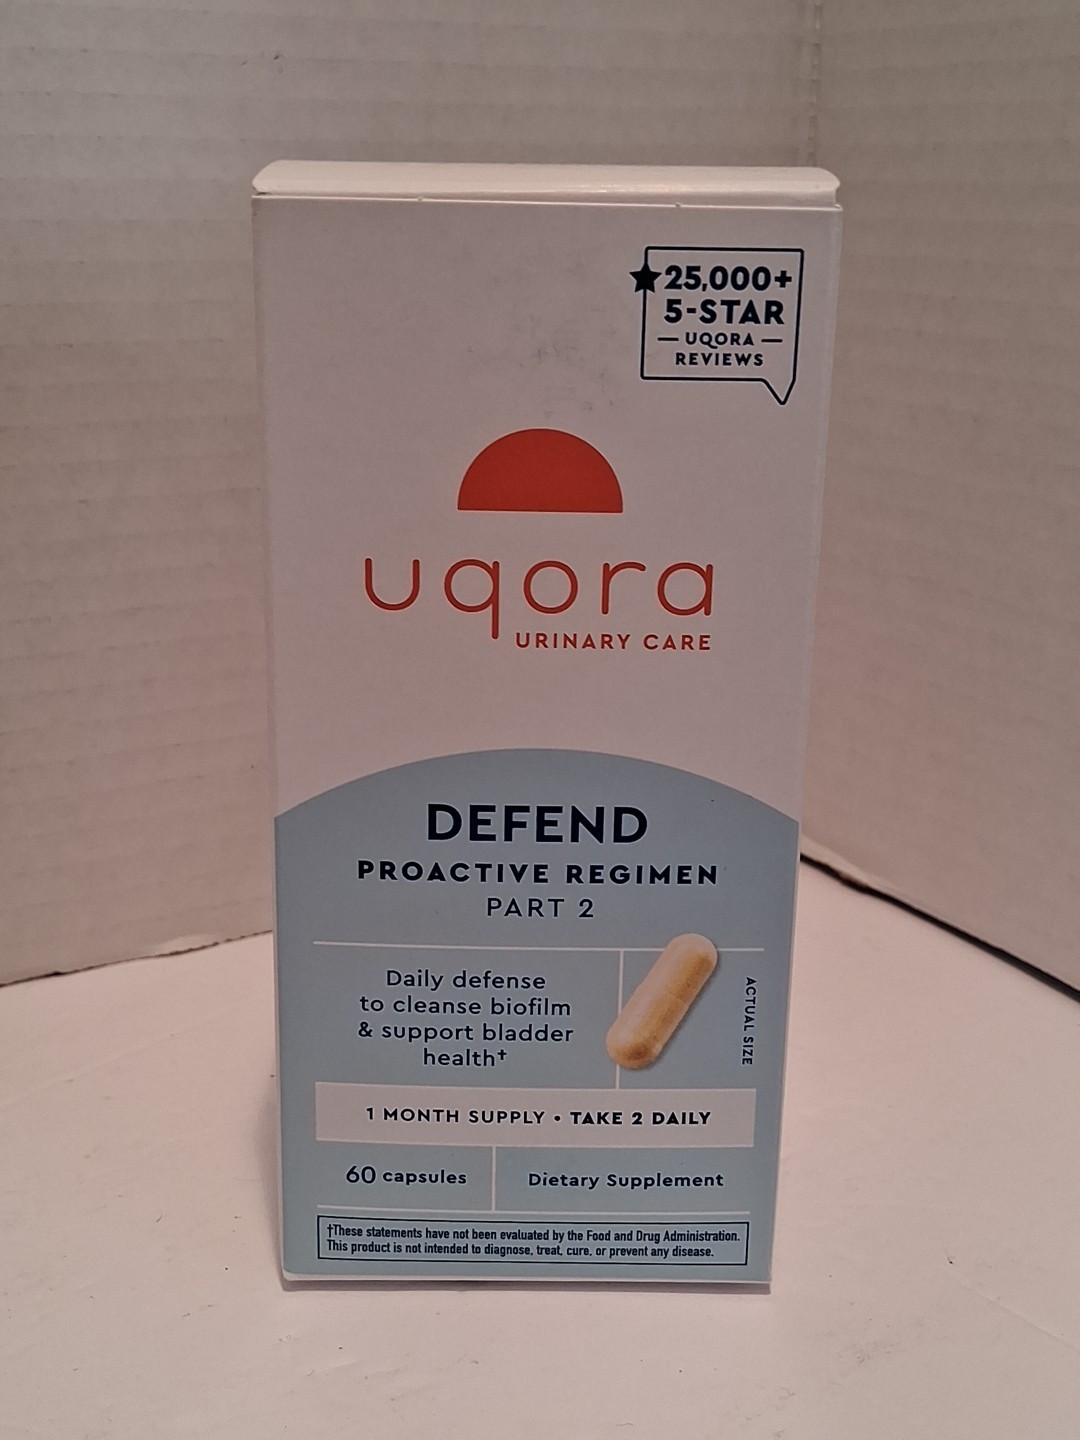 25,000+
5-STAR
UQORA
REVIEWS
uqora
URINARY CARE
DEFEND
PROACTIVE REGIMEN
PART 2
Daily defense
to cleanse biofilm
& support bladder
health†
ACTUAL SIZE
1 MONTH SUPPLY • TAKE 2 DAILY
60 capsules
Dietary Supplement
†These statements have not been evaluated by the Food and Drug Administration.
This product is not intended to diagnose, treat, cure, or prevent any disease.